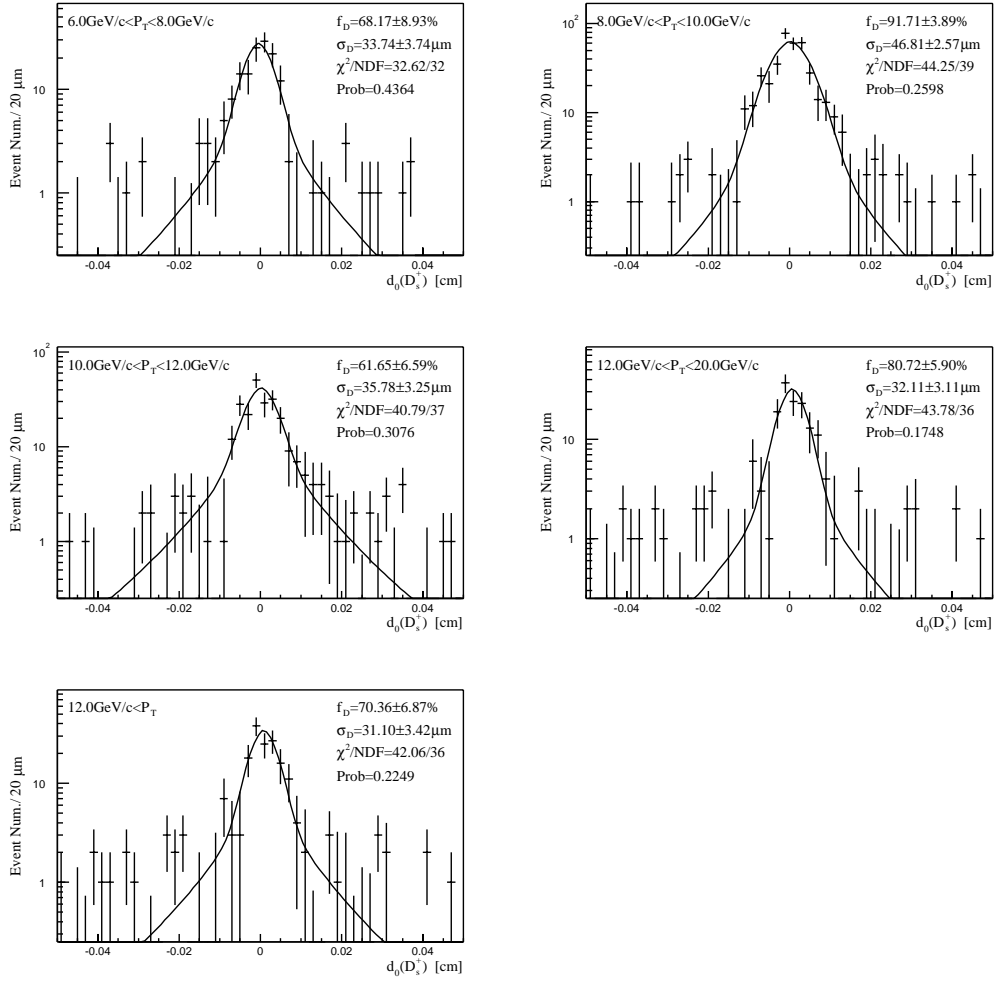 6.0GeV/c<P_T<8.0GeV/c
f_D=68.17±8.93%
σ_D=33.74±3.74μm
χ²/NDF=32.62/32
Prob=0.4364
Event Num./ 20 μm
10
1
-0.04 -0.02 0 0.02 0.04
d₀(D_s⁺) [cm]
8.0GeV/c<P_T<10.0GeV/c
f_D=91.71±3.89%
σ_D=46.81±2.57μm
χ²/NDF=44.25/39
Prob=0.2598
Event Num./ 20 μm
10²
10
1
-0.04 -0.02 0 0.02 0.04
d₀(D_s⁺) [cm]
10.0GeV/c<P_T<12.0GeV/c
f_D=61.65±6.59%
σ_D=35.78±3.25μm
χ²/NDF=40.79/37
Prob=0.3076
Event Num./ 20 μm
10²
10
1
-0.04 -0.02 0 0.02 0.04
d₀(D_s⁺) [cm]
12.0GeV/c<P_T<20.0GeV/c
f_D=80.72±5.90%
σ_D=32.11±3.11μm
χ²/NDF=43.78/36
Prob=0.1748
Event Num./ 20 μm
10
1
-0.04 -0.02 0 0.02 0.04
d₀(D_s⁺) [cm]
12.0GeV/c<P_T
f_D=70.36±6.87%
σ_D=31.10±3.42μm
χ²/NDF=42.06/36
Prob=0.2249
Event Num./ 20 μm
10
1
-0.04 -0.02 0 0.02 0.04
d₀(D_s⁺) [cm]